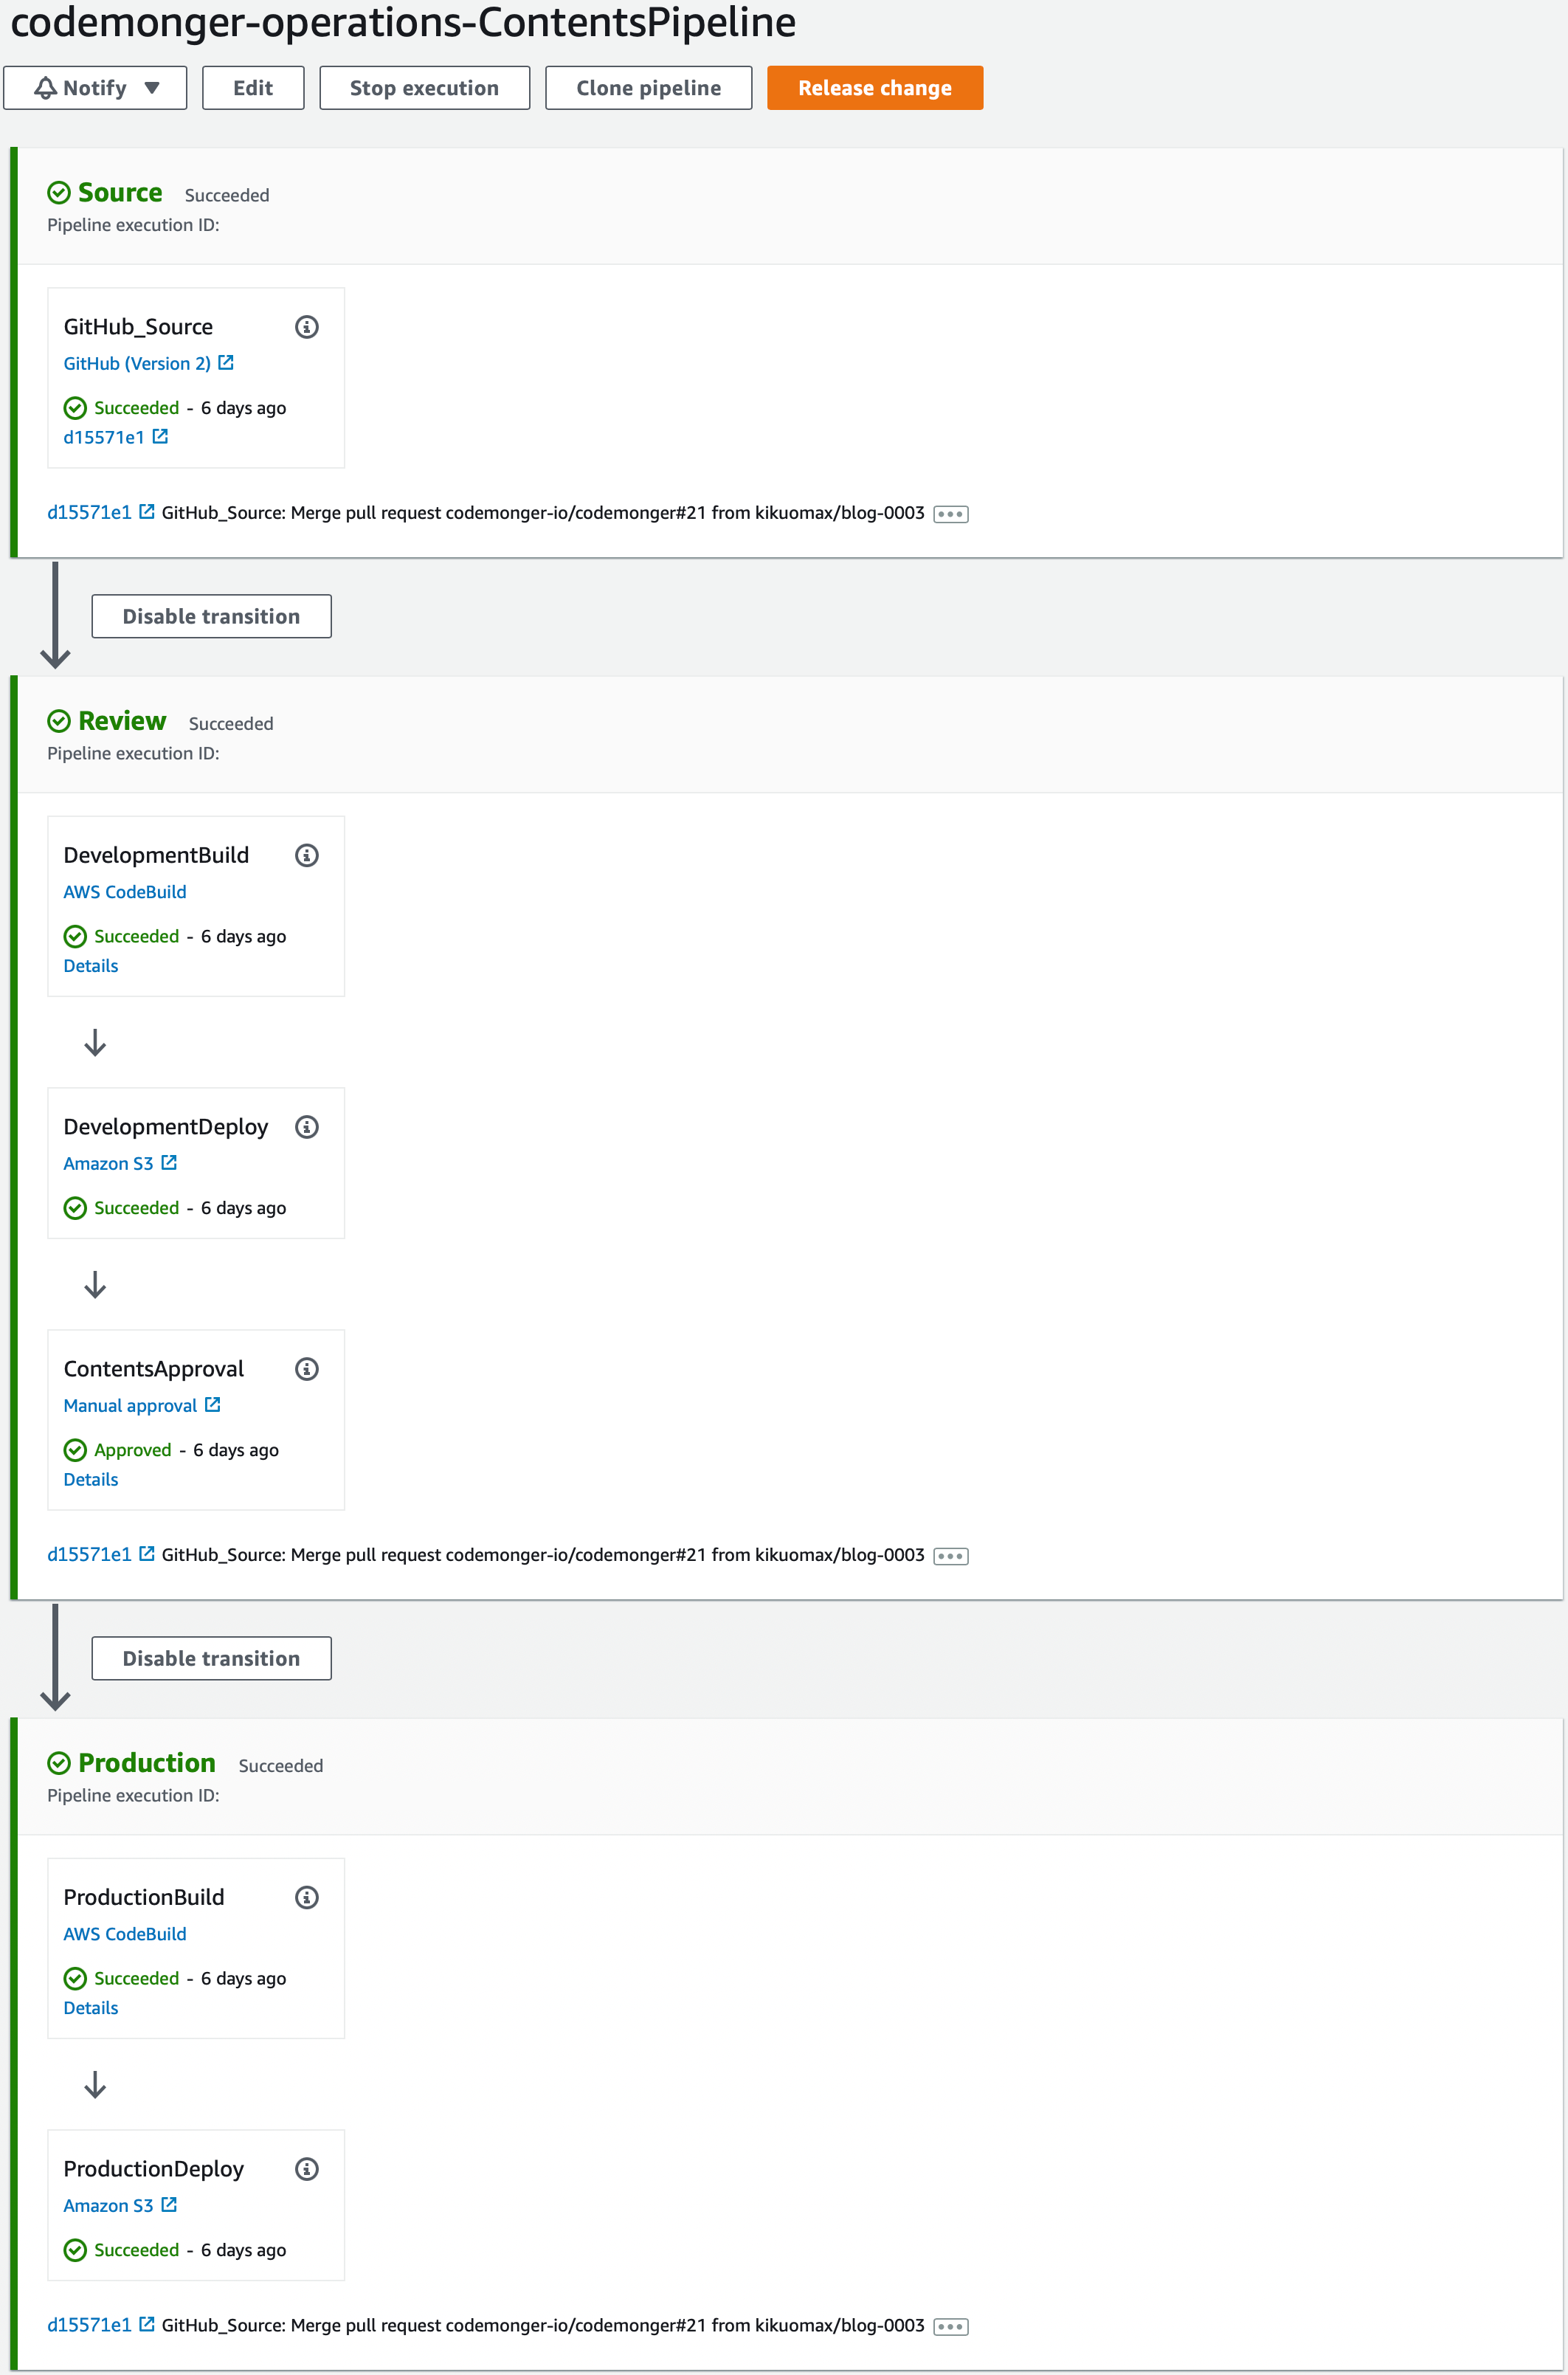 codemonger-operations-ContentsPipeline
Notify Edit Stop execution Clone pipeline Release change
Source Succeeded
Pipeline execution ID:
GitHub_Source
GitHub (Version 2)
Succeeded - 6 days ago
d15571e1
d15571e1 GitHub_Source: Merge pull request codemonger-io/codemonger#21 from kikuomax/blog-0003
Disable transition
Review Succeeded
Pipeline execution ID:
DevelopmentBuild
AWS CodeBuild
Succeeded - 6 days ago
Details
DevelopmentDeploy
Amazon S3
Succeeded - 6 days ago
ContentsApproval
Manual approval
Approved - 6 days ago
Details
d15571e1 GitHub_Source: Merge pull request codemonger-io/codemonger#21 from kikuomax/blog-0003
Disable transition
Production Succeeded
Pipeline execution ID:
ProductionBuild
AWS CodeBuild
Succeeded - 6 days ago
Details
ProductionDeploy
Amazon S3
Succeeded - 6 days ago
d15571e1 GitHub_Source: Merge pull request codemonger-io/codemonger#21 from kikuomax/blog-0003